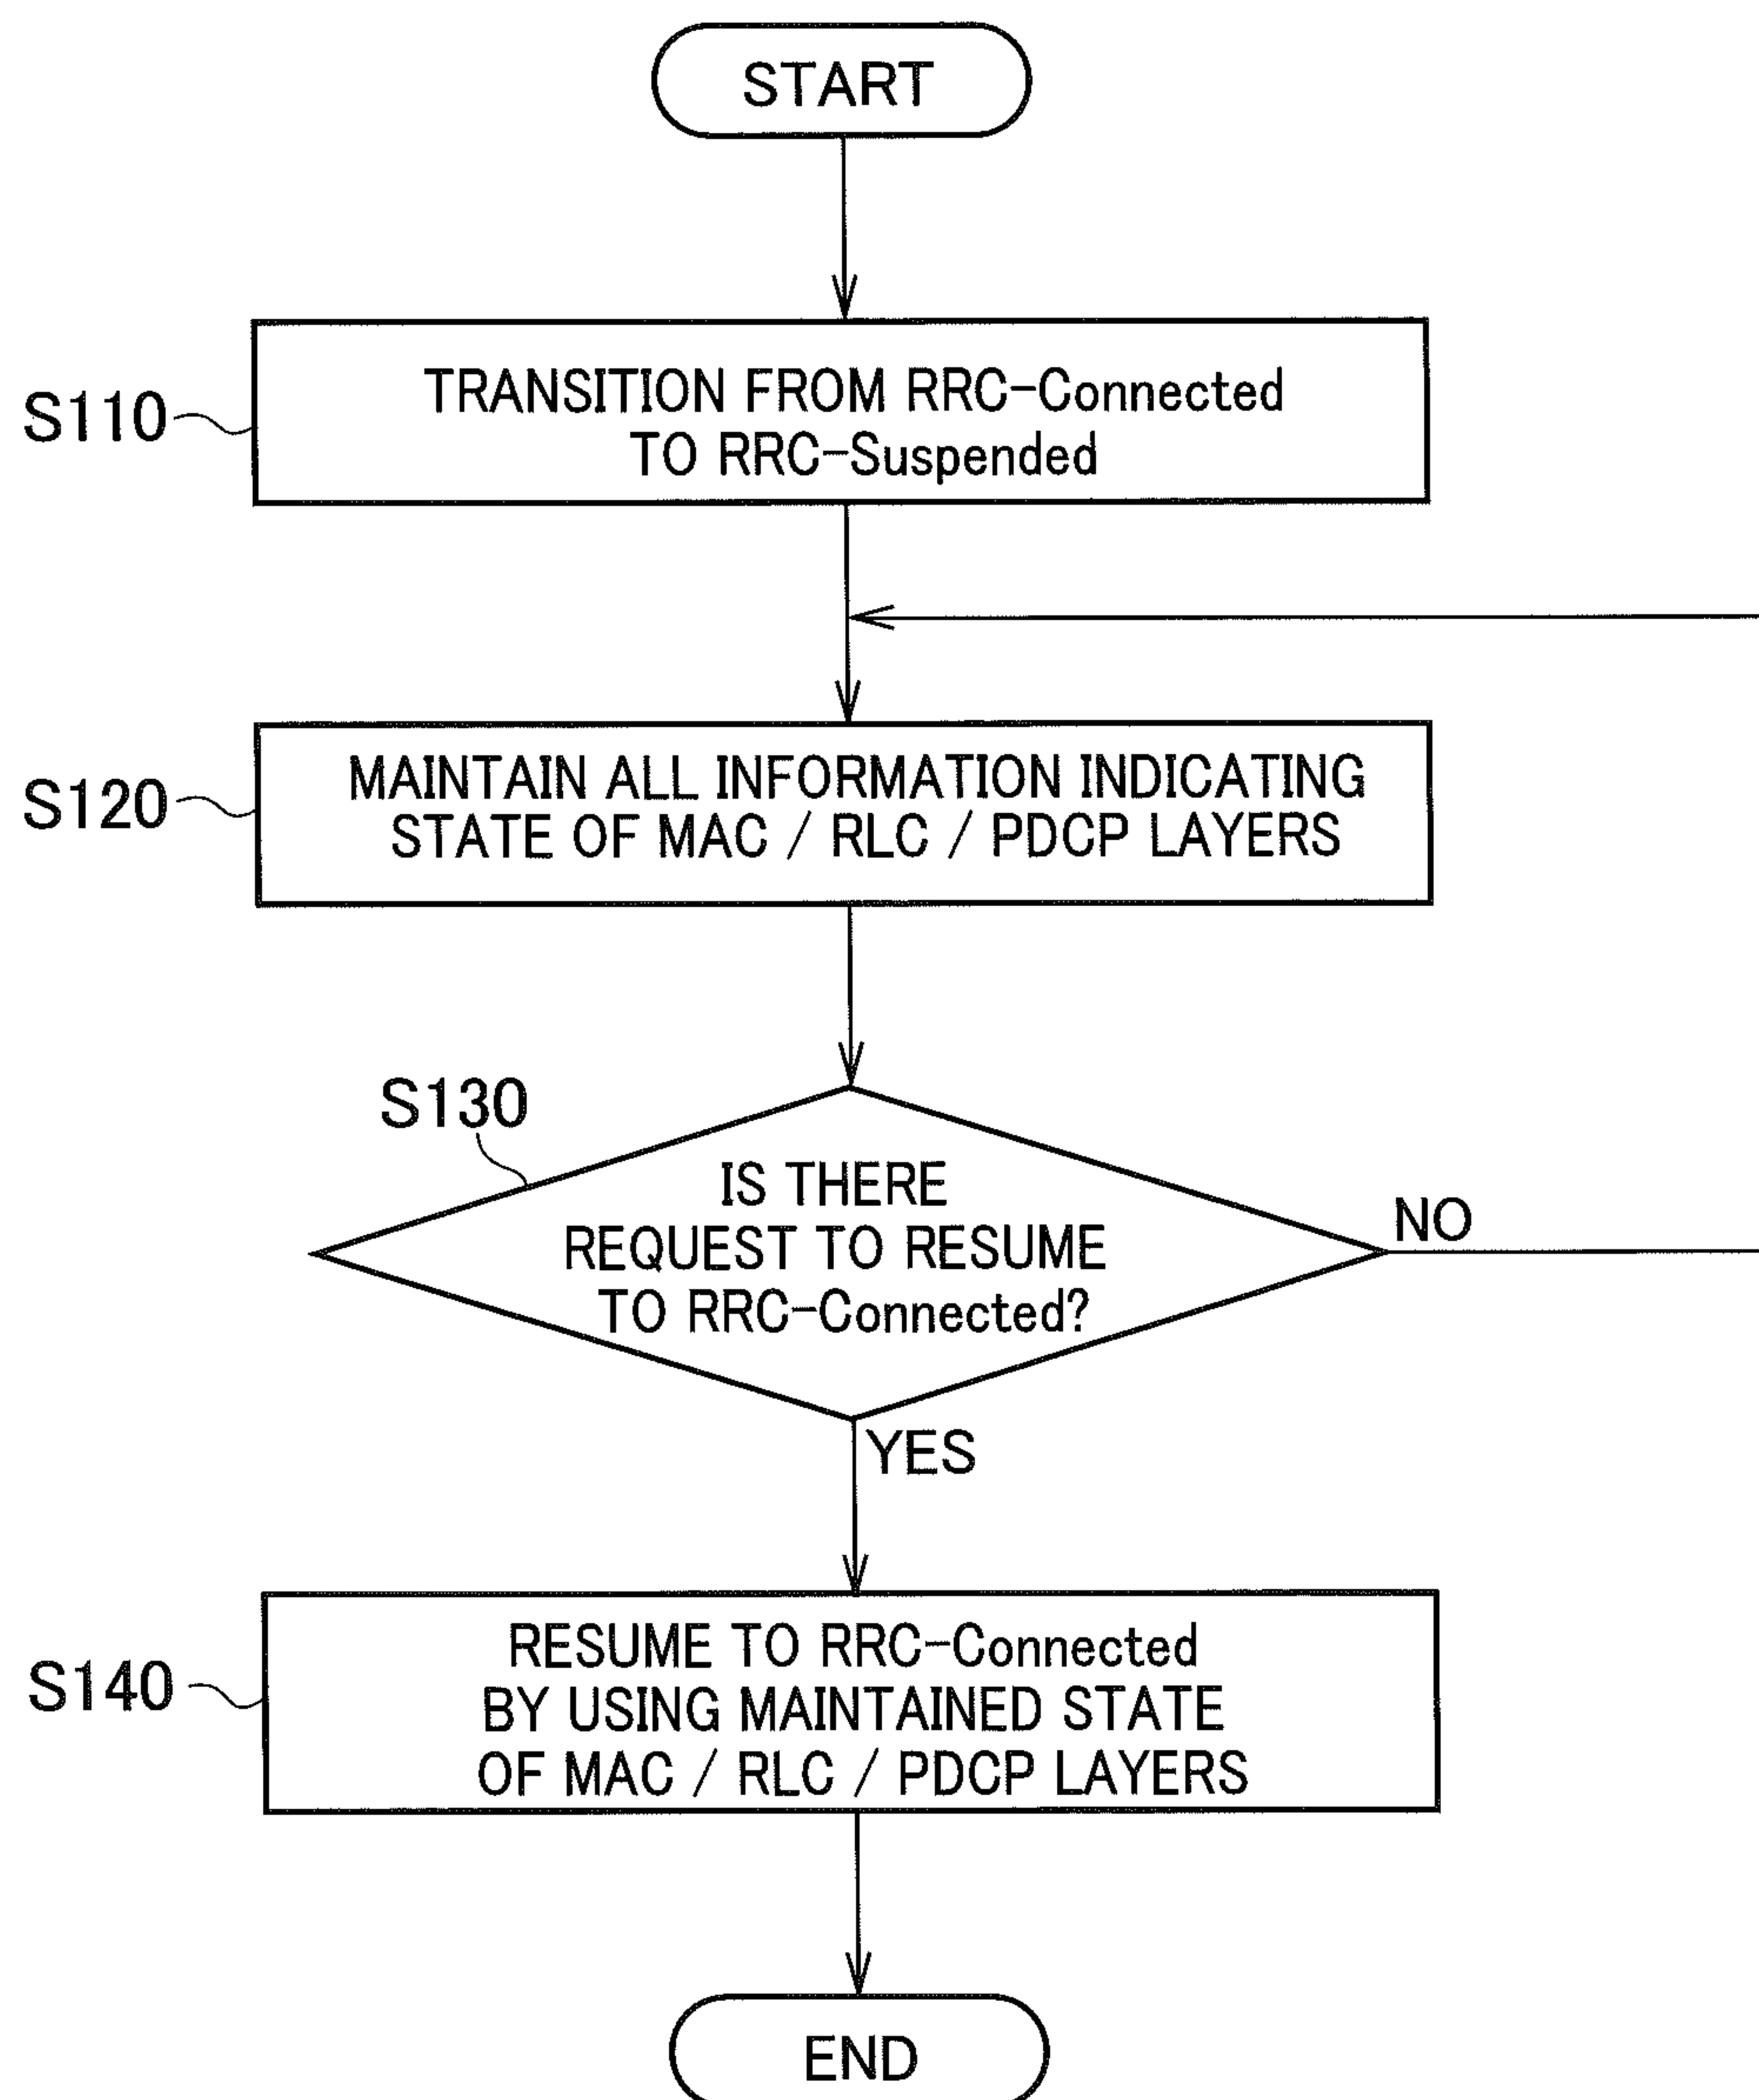 START
S110
TRANSITION FROM RRC-Connected
TO RRC-Suspended
S120
MAINTAIN ALL INFORMATION INDICATING
STATE OF MAC / RLC / PDCP LAYERS
S130
IS THERE
REQUEST TO RESUME
TO RRC-Connected?
NO
YES
S140
RESUME TO RRC-Connected
BY USING MAINTAINED STATE
OF MAC / RLC / PDCP LAYERS
END